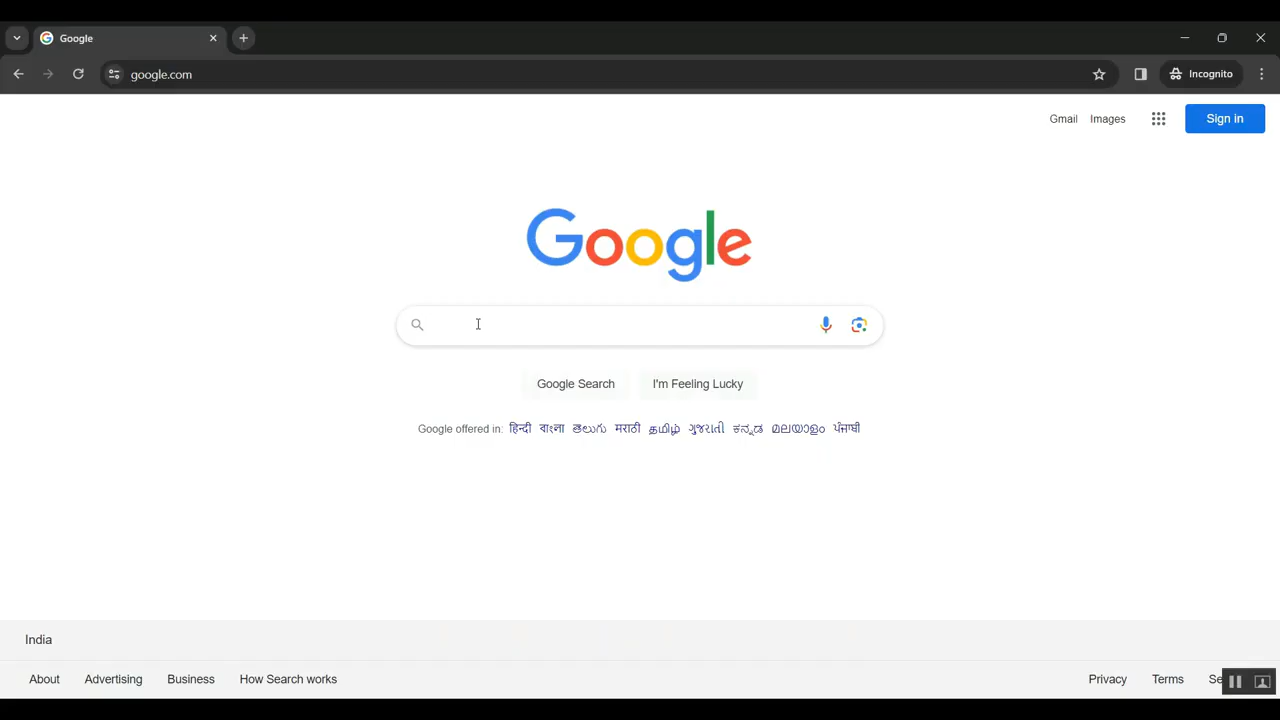 Google
google.com
Incognito
Gmail Images Sign in
Google
Google Search I'm Feeling Lucky
Google offered in: हिन्दी বাংলা తెలుగు मराठी தமிழ் ગુજરાતી ಕನ್ನಡ മലയാളം ਪੰਜਾਬੀ
India
About Advertising Business How Search works Privacy Terms Se